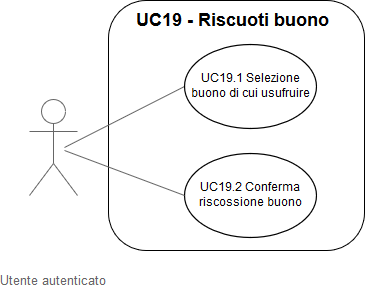 UC19 - Riscuoti buono
UC19.1 Selezione
buono di cui usufruire
UC19.2 Conferma
riscossione buono
Utente autenticato